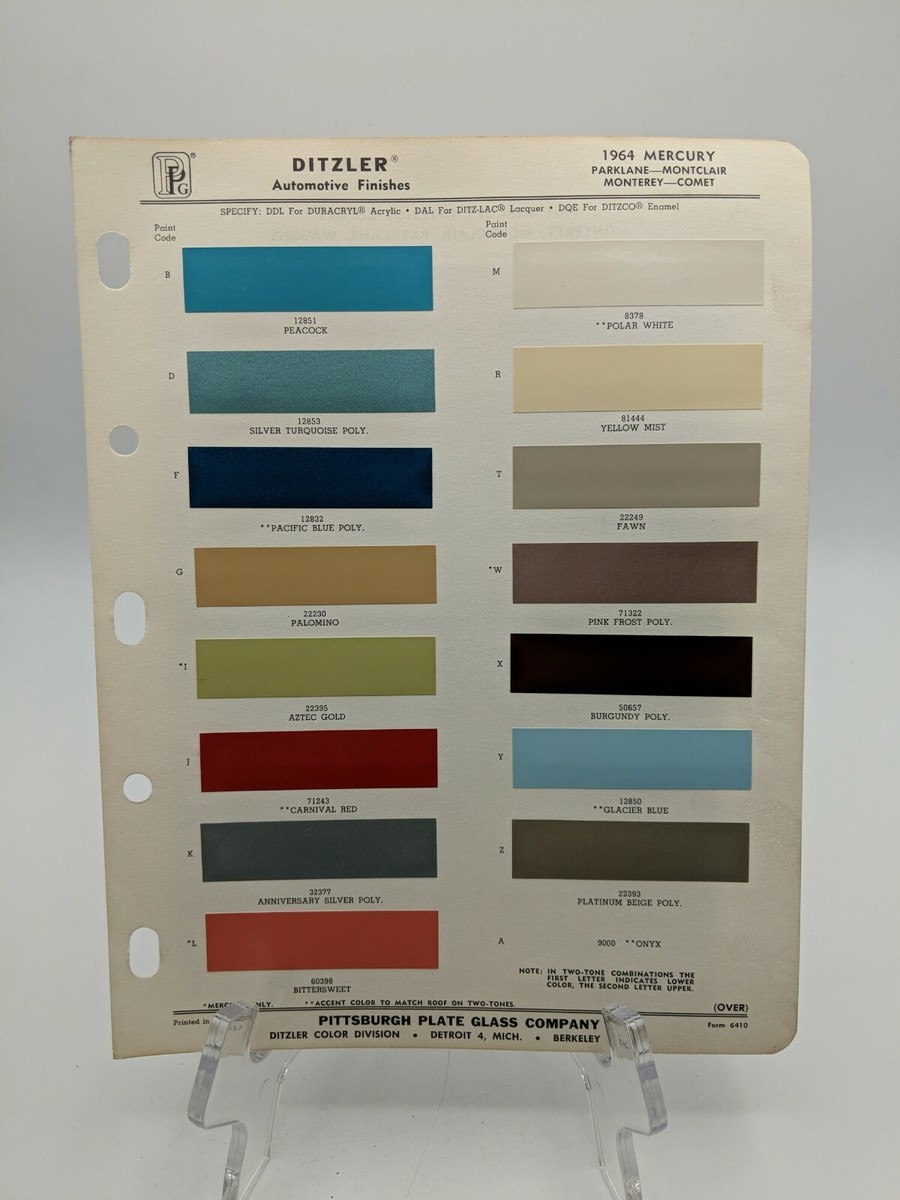 PPG®
DITZLER®
Automotive Finishes
1964 MERCURY
PARKLANE—MONTCLAIR
MONTEREY—COMET
SPECIFY: DDL For DURACRYL® Acrylic • DAL For DITZ-LAC® Lacquer • DQE For DITZCO® Enamel
Paint
Code
B
12851
PEACOCK
D
12853
SILVER TURQUOISE POLY.
F
12832
**PACIFIC BLUE POLY.
G
22230
PALOMINO
*I
22395
AZTEC GOLD
J
71243
**CARNIVAL RED
K
32377
ANNIVERSARY SILVER POLY.
*L
60398
BITTERSWEET
Paint
Code
M
8378
**POLAR WHITE
R
81444
YELLOW MIST
T
22249
FAWN
*W
71322
PINK FROST POLY.
X
50657
BURGUNDY POLY.
Y
12850
**GLACIER BLUE
Z
22393
PLATINUM BEIGE POLY.
A 9000 **ONYX
NOTE: IN TWO-TONE COMBINATIONS THE
FIRST LETTER INDICATES LOWER
COLOR, THE SECOND LETTER UPPER.
ONLY. **ACCENT COLOR TO MATCH ROOF ON TWO-TONES.
(OVER)
Printed in
PITTSBURGH PLATE GLASS COMPANY
Form 6410
DITZLER COLOR DIVISION • DETROIT 4, MICH. • BERKELEY